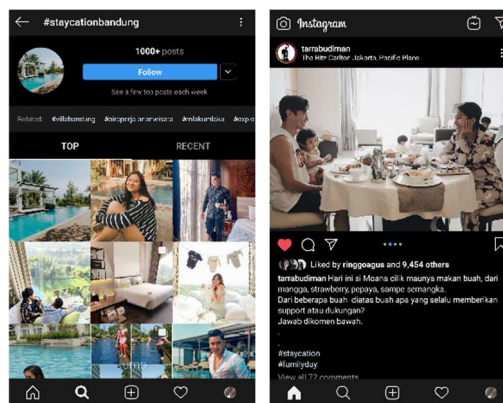 #staycationbandung
1000+ posts
Follow
See a few top posts each week
Related: #villabandung
TOP
RECENT
Instagram
tarrabudiman
The Ritz Carlton Jakarta, Pacific Place
Liked by ringgoagus and 9,454 others
tarrabudiman Hari ini si Moana cilik maunya makan buah, dari
mangga, strawberry, pepaya, sampe semangka.
Dari beberapa buah diatas buah apa yang selalu memberikan
support atau dukungan?
Jawab dikomen bawah.
.
.
#staycation
#familyday
View all 72 comments